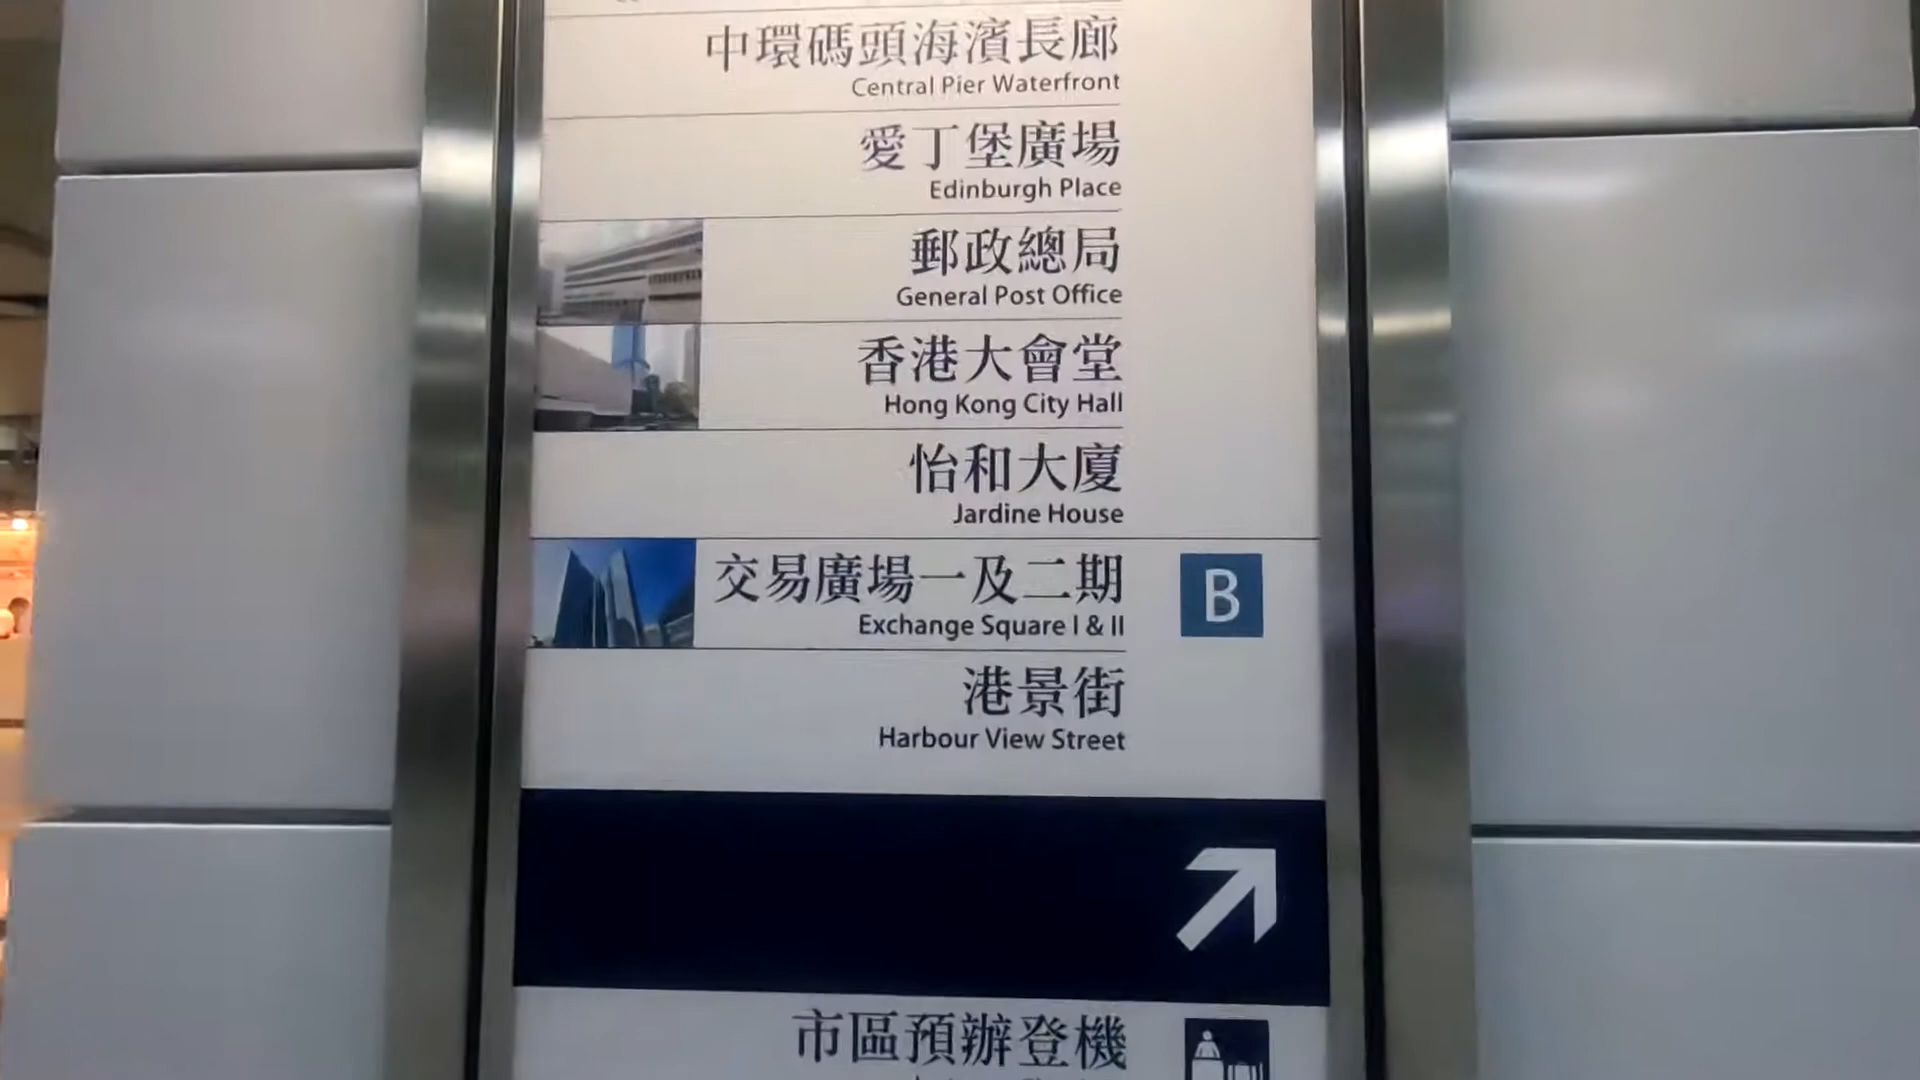 中環碼頭海濱長廊
Central Pier Waterfront
愛丁堡廣場
Edinburgh Place
郵政總局
General Post Office
香港大會堂
Hong Kong City Hall
怡和大廈
Jardine House
交易廣場一及二期
Exchange Square I & II
B
港景街
Harbour View Street
市區預辦登機